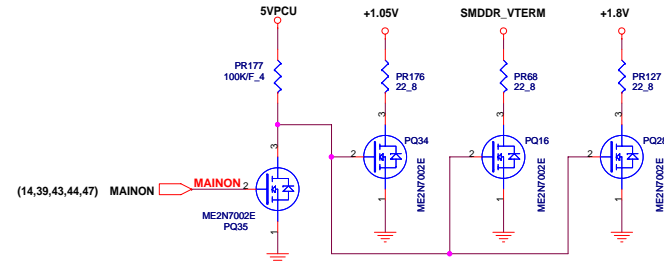 5VPCU
+1.05V
SMDDR_VTERM
+1.8V
PR177
100K/F_4
PR176
22_8
PR68
22_8
PR127
22_8
3
3
3
3
PQ34
PQ16
PQ28
2
2
2
2
ME2N7002E
ME2N7002E
ME2N7002E
(14,39,43,44,47) MAINON
MAINON
ME2N7002E
PQ35
1
1
1
1